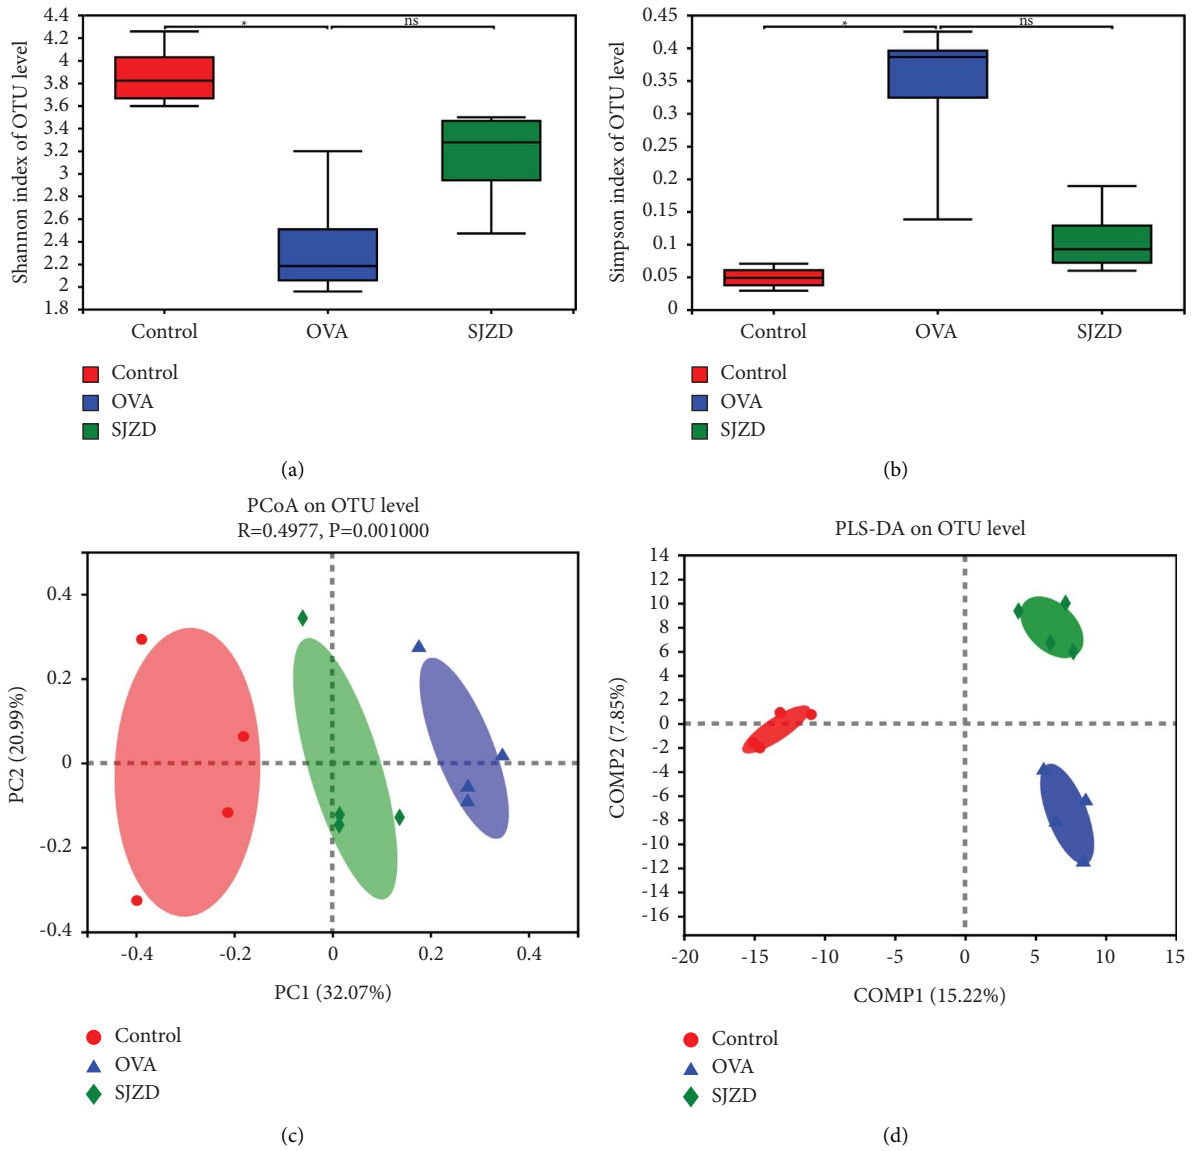 Shannon index of OTU level
4.4
4.2
4
3.8
3.6
3.4
3.2
3
2.8
2.6
2.4
2.2
2
1.8
*
ns
Control
OVA
SJZD
Control
OVA
SJZD
(a)
Simpson index of OTU level
0.45
0.4
0.35
0.3
0.25
0.2
0.15
0.1
0.05
0
*
ns
Control
OVA
SJZD
Control
OVA
SJZD
(b)
PCoA on OTU level
R=0.4977, P=0.001000
PC2 (20.99%)
0.4
0.2
0
-0.2
-0.4
-0.4
-0.2
0
0.2
0.4
PC1 (32.07%)
Control
OVA
SJZD
(c)
PLS-DA on OTU level
COMP2 (7.85%)
14
12
10
8
6
4
2
0
-2
-4
-6
-8
-10
-12
-14
-16
-20
-15
-10
-5
0
5
10
15
COMP1 (15.22%)
Control
OVA
SJZD
(d)